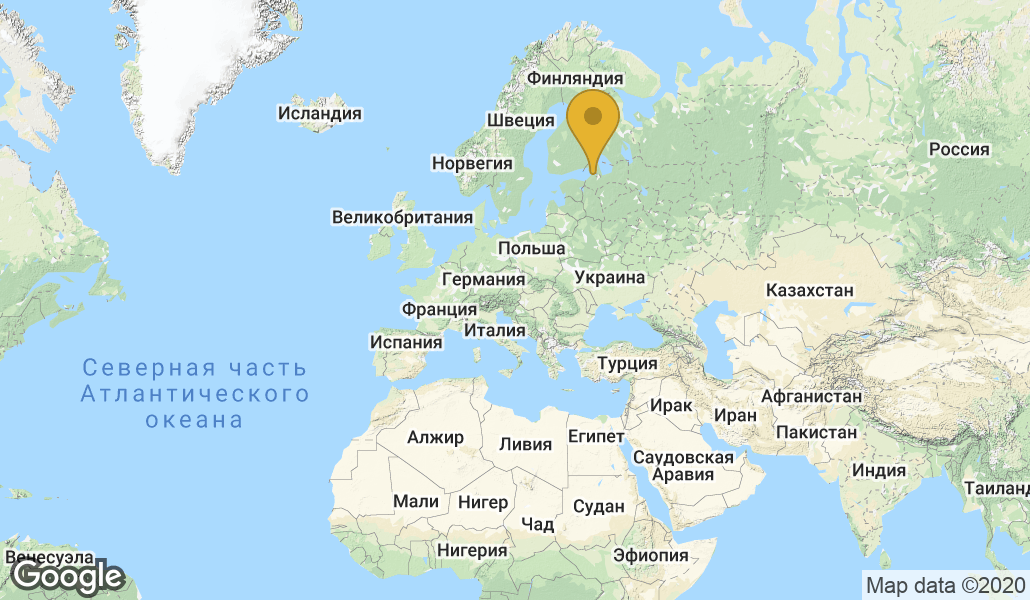 Финляндия
Исландия
Швеция
Россия
Норвегия
Великобритания
Польша
Германия
Украина
Казахстан
Франция
Италия
Испания
Турция
Северная часть
Атлантического
океана
Афганистан
Ирак
Иран
Пакистан
Алжир
Ливия
Египет
Саудовская
Аравия
Индия
Таиланд
Мали
Нигер
Судан
Чад
Нигерия
Эфиопия
Венесуэла
Google
Map data ©2020